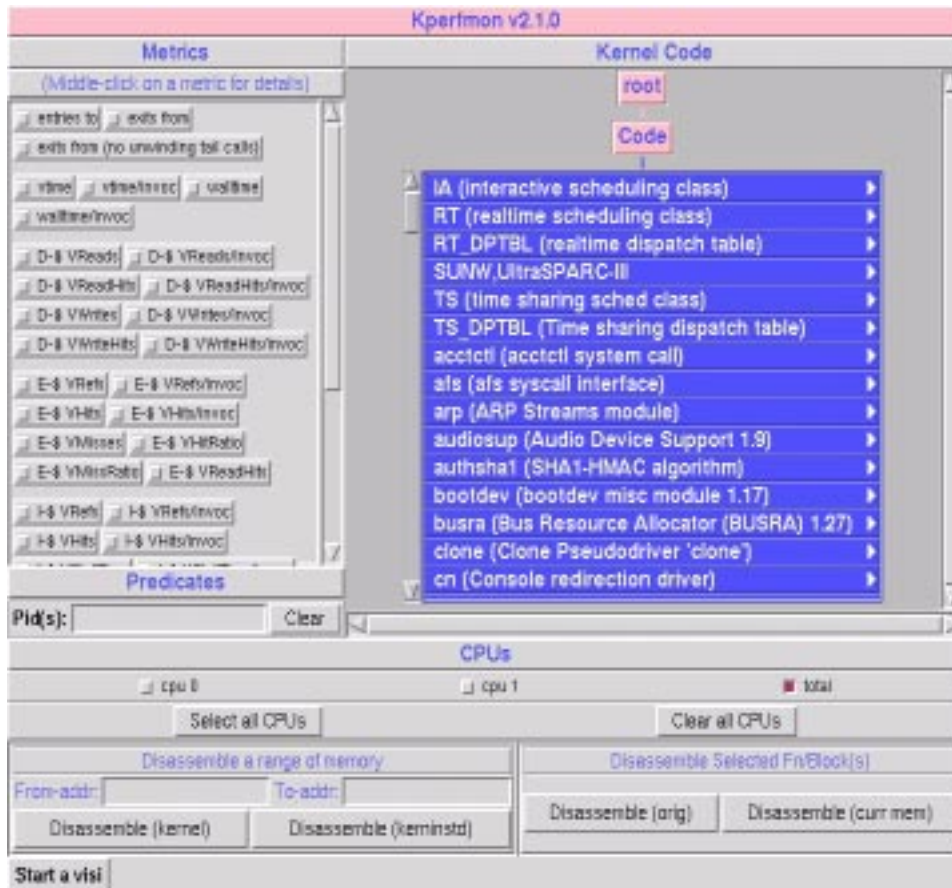 Kperfmon v2.1.0
Metrics
(Middle-click on a metric for details)
entries to exits from
exits from (no unwinding tail calls)
vtime vtime/invoc walltime
walltime/invoc
D-$ VReads D-$ VReads/invoc
D-$ VReadHits D-$ VReadHits/invoc
D-$ VWrites D-$ VWrites/invoc
D-$ VWriteHits D-$ VWriteHits/invoc
E-$ VRefs E-$ VRefs/invoc
E-$ VHits E-$ VHits/invoc
E-$ VMisses E-$ VHitRatio
E-$ VMissRatio E-$ VReadHits
I-$ VRefs I-$ VRefs/invoc
I-$ VHits I-$ VHits/invoc
Predicates
Pid(s): Clear
Kernel Code
root
Code
IA (interactive scheduling class)
RT (realtime scheduling class)
RT_DPTBL (realtime dispatch table)
SUNW,UltraSPARC-III
TS (time sharing sched class)
TS_DPTBL (Time sharing dispatch table)
acctctl (acctctl system call)
afs (afs syscall interface)
arp (ARP Streams module)
audiosup (Audio Device Support 1.9)
authsha1 (SHA1-HMAC algorithm)
bootdev (bootdev misc module 1.17)
busra (Bus Resource Allocator (BUSRA) 1.27)
clone (Clone Pseudodriver 'clone')
cn (Console redirection driver)
CPUs
cpu 0 cpu 1 total
Select all CPUs Clear all CPUs
Disassemble a range of memory
From-addr: To-addr:
Disassemble (kernel) Disassemble (kerninstd)
Disassemble Selected Fn/Block(s)
Disassemble (orig) Disassemble (curr mem)
Start a visi